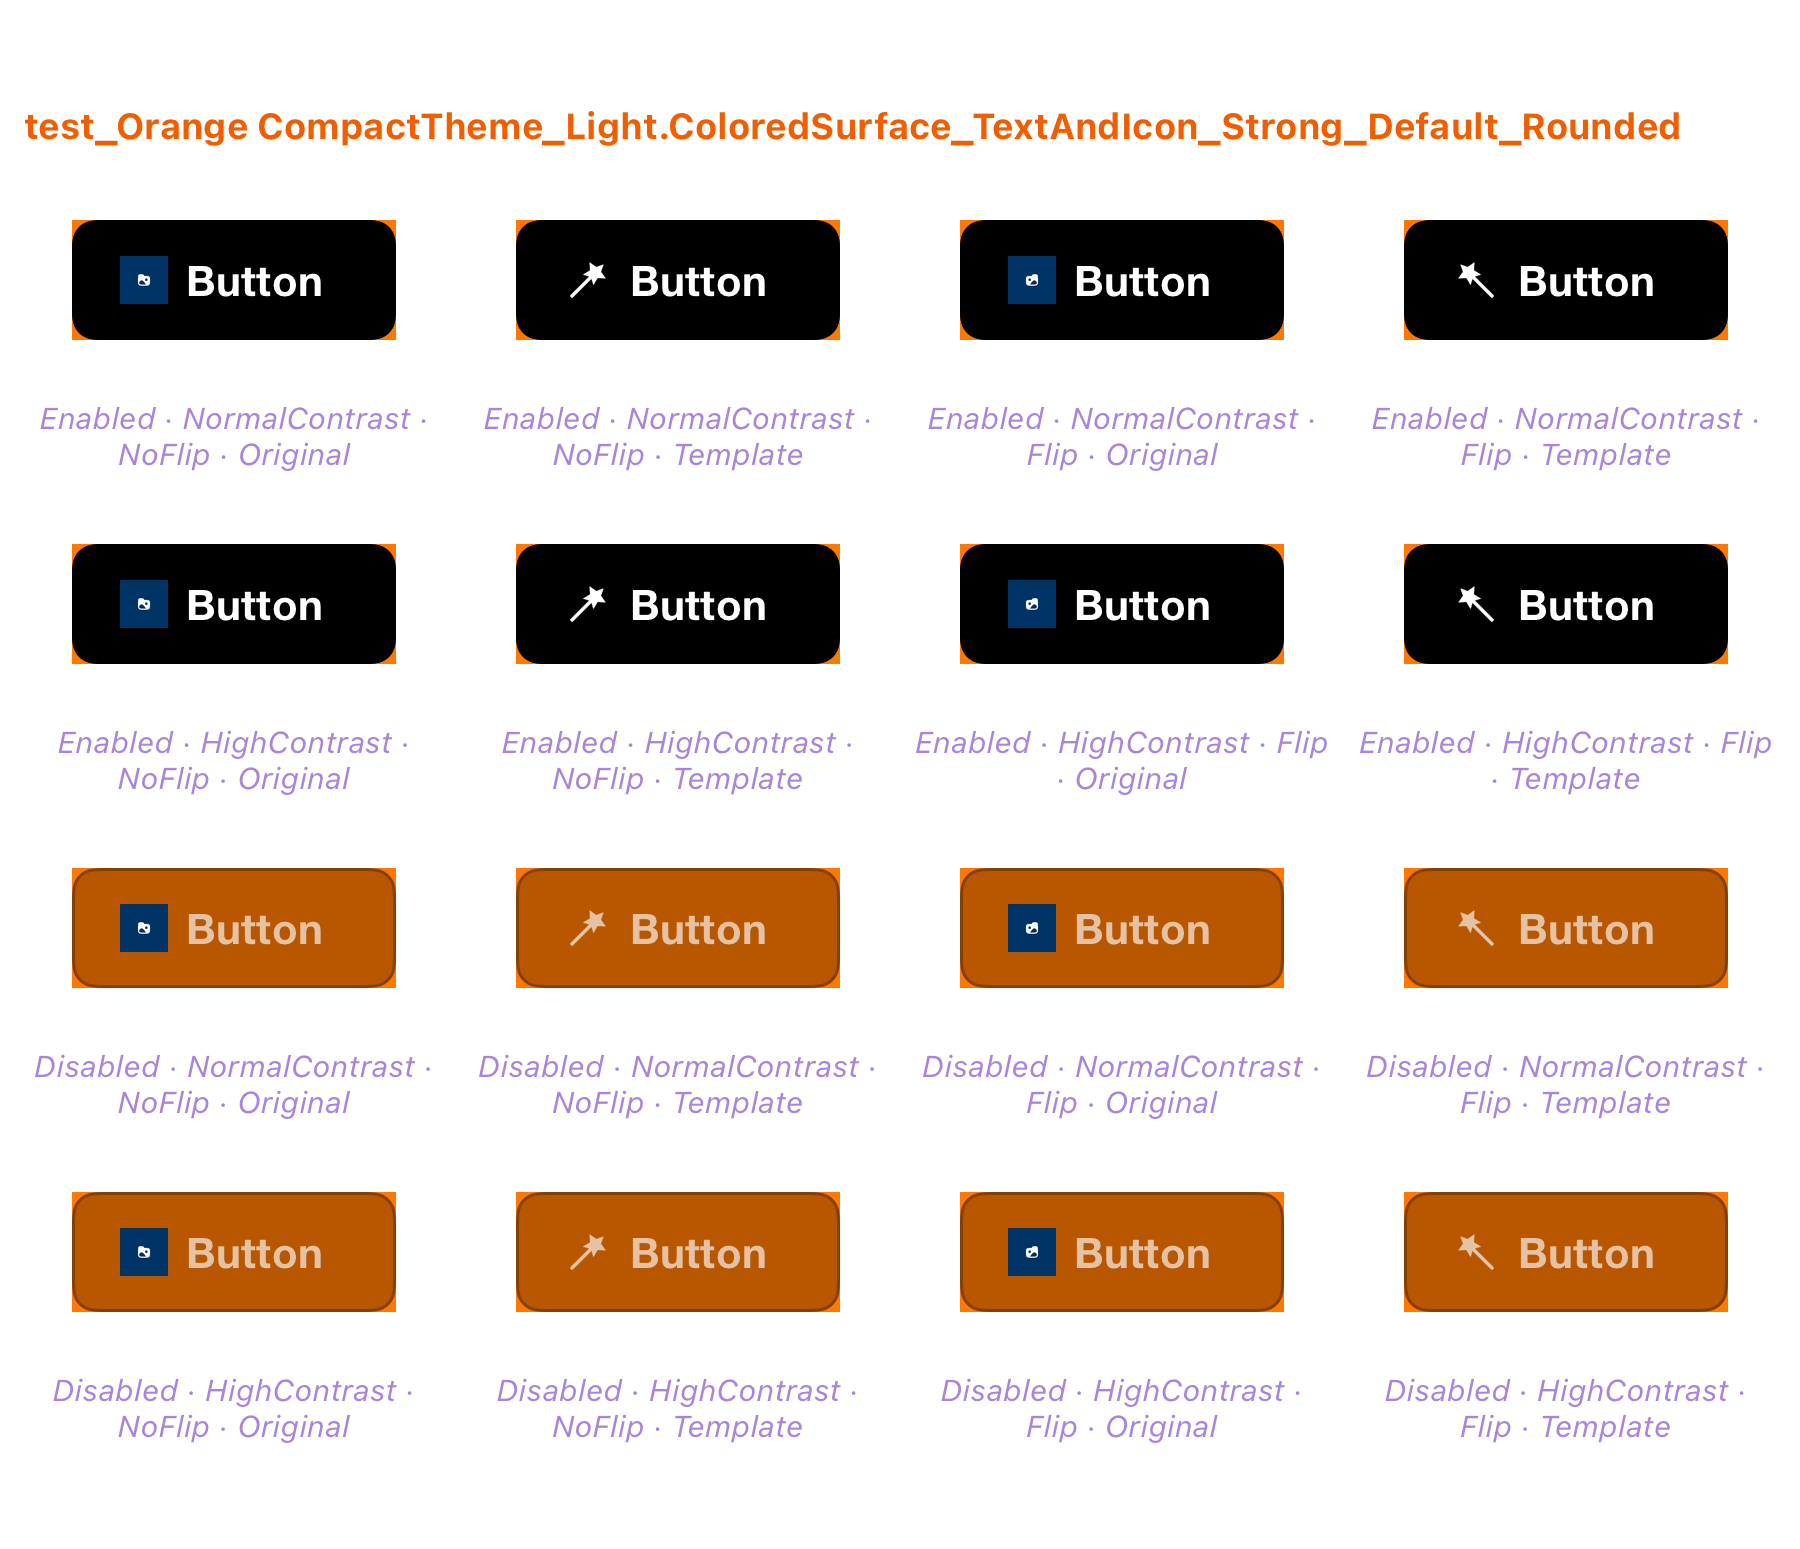 test_Orange CompactTheme_Light.ColoredSurface_TextAndIcon_Strong_Default_Rounded
Button Button Button Button
Enabled · NormalContrast · Enabled · NormalContrast · Enabled · NormalContrast · Enabled · NormalContrast ·
NoFlip · Original NoFlip · Template Flip · Original Flip · Template
Button Button Button Button
Enabled · HighContrast · Enabled · HighContrast · Enabled · HighContrast · Flip Enabled · HighContrast · Flip
NoFlip · Original NoFlip · Template · Original · Template
Button Button Button Button
Disabled · NormalContrast · Disabled · NormalContrast · Disabled · NormalContrast · Disabled · NormalContrast ·
NoFlip · Original NoFlip · Template Flip · Original Flip · Template
Button Button Button Button
Disabled · HighContrast · Disabled · HighContrast · Disabled · HighContrast · Disabled · HighContrast ·
NoFlip · Original NoFlip · Template Flip · Original Flip · Template